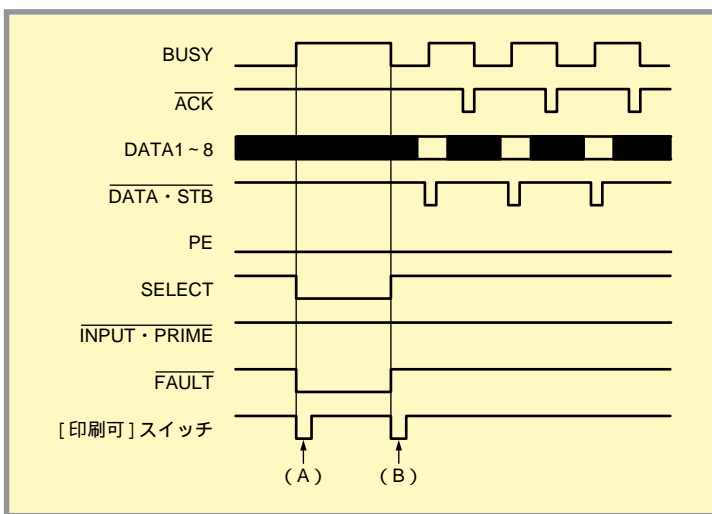 BUSY
ACK
DATA1～8
DATA・STB
PE
SELECT
INPUT・PRIME
FAULT
[印刷可]スイッチ
（A） （B）